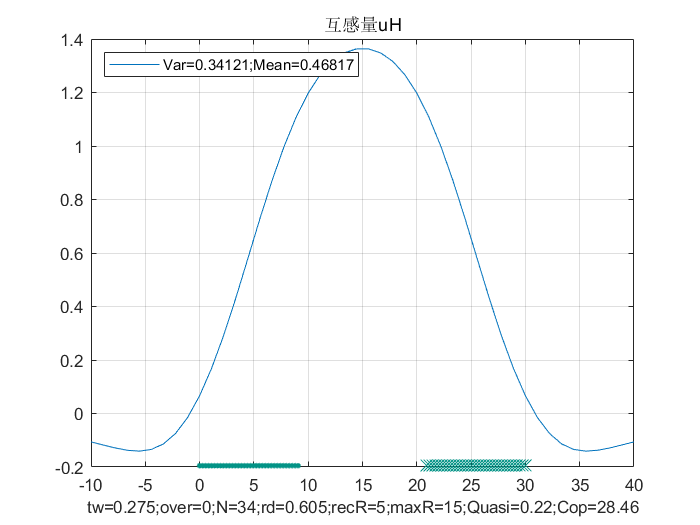 互感量uH
1.4
Var=0.34121;Mean=0.46817
1.2
1
0.8
0.6
0.4
0.2
0
-0.2
-10 -5 0 5 10 15 20 25 30 35 40
tw=0.275;over=0;N=34;rd=0.605;recR=5;maxR=15;Quasi=0.22;Cop=28.46